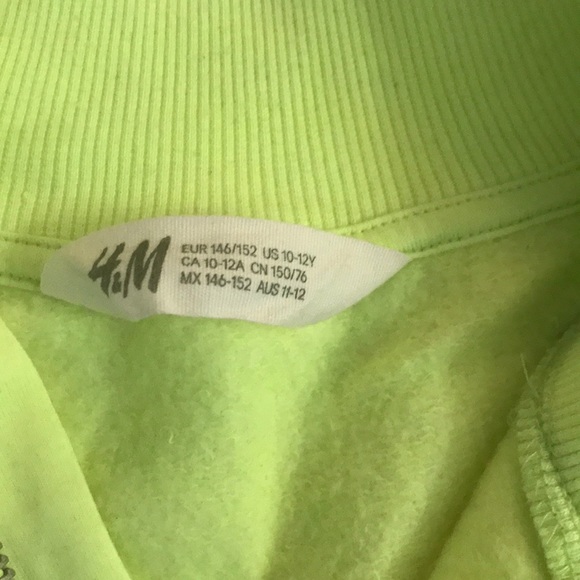 H&M
EUR 146/152 US 10-12Y
CA 10-12A CN 150/76
MX 146-152 AUS 11-12